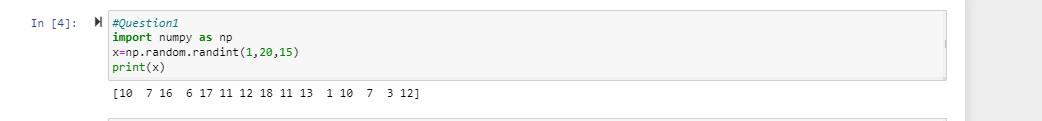 In [4]:
#Question1
import numpy as np
x=np.random.randint(1,20,15)
print(x)
[10  7 16  6 17 11 12 18 11 13  1 10  7  3 12]